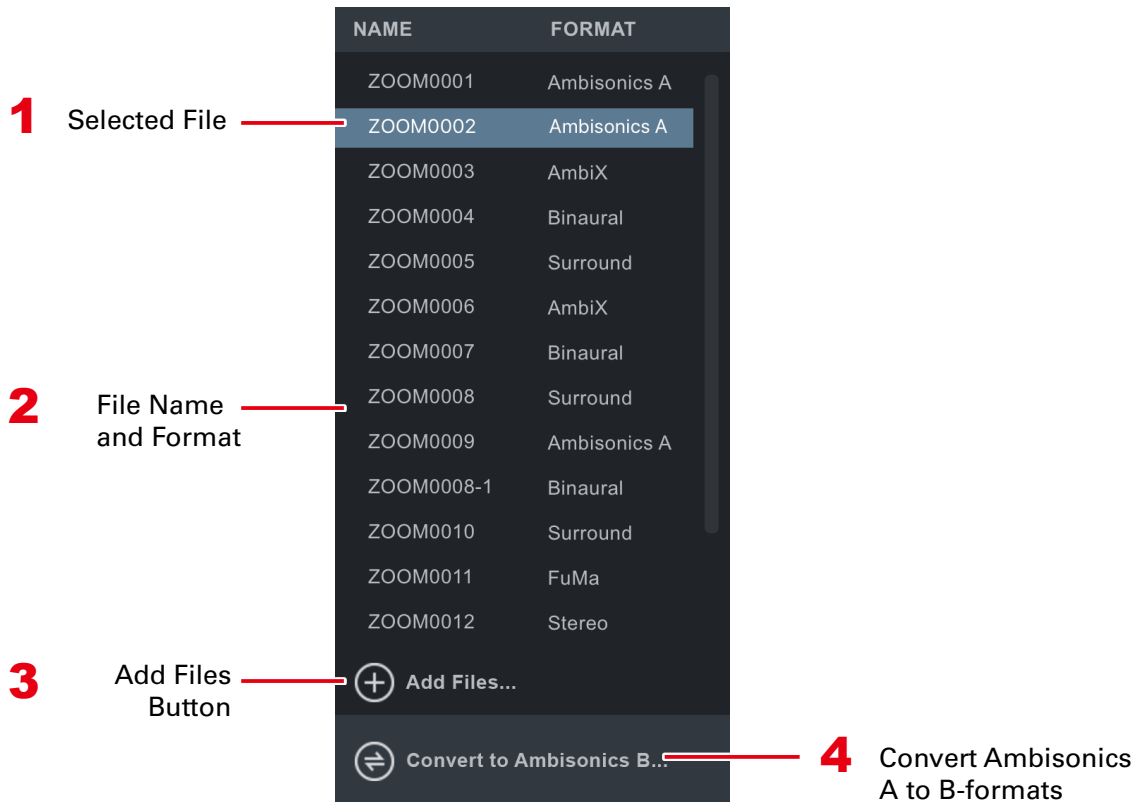 NAME FORMAT
ZOOM0001 Ambisonics A
1 Selected File
ZOOM0002 Ambisonics A
ZOOM0003 AmbiX
ZOOM0004 Binaural
ZOOM0005 Surround
ZOOM0006 AmbiX
ZOOM0007 Binaural
2 File Name
and Format
ZOOM0008 Surround
ZOOM0009 Ambisonics A
ZOOM0008-1 Binaural
ZOOM0010 Surround
ZOOM0011 FuMa
ZOOM0012 Stereo
3 Add Files
Button
Add Files...
Convert to Ambisonics B...
4 Convert Ambisonics
A to B-formats